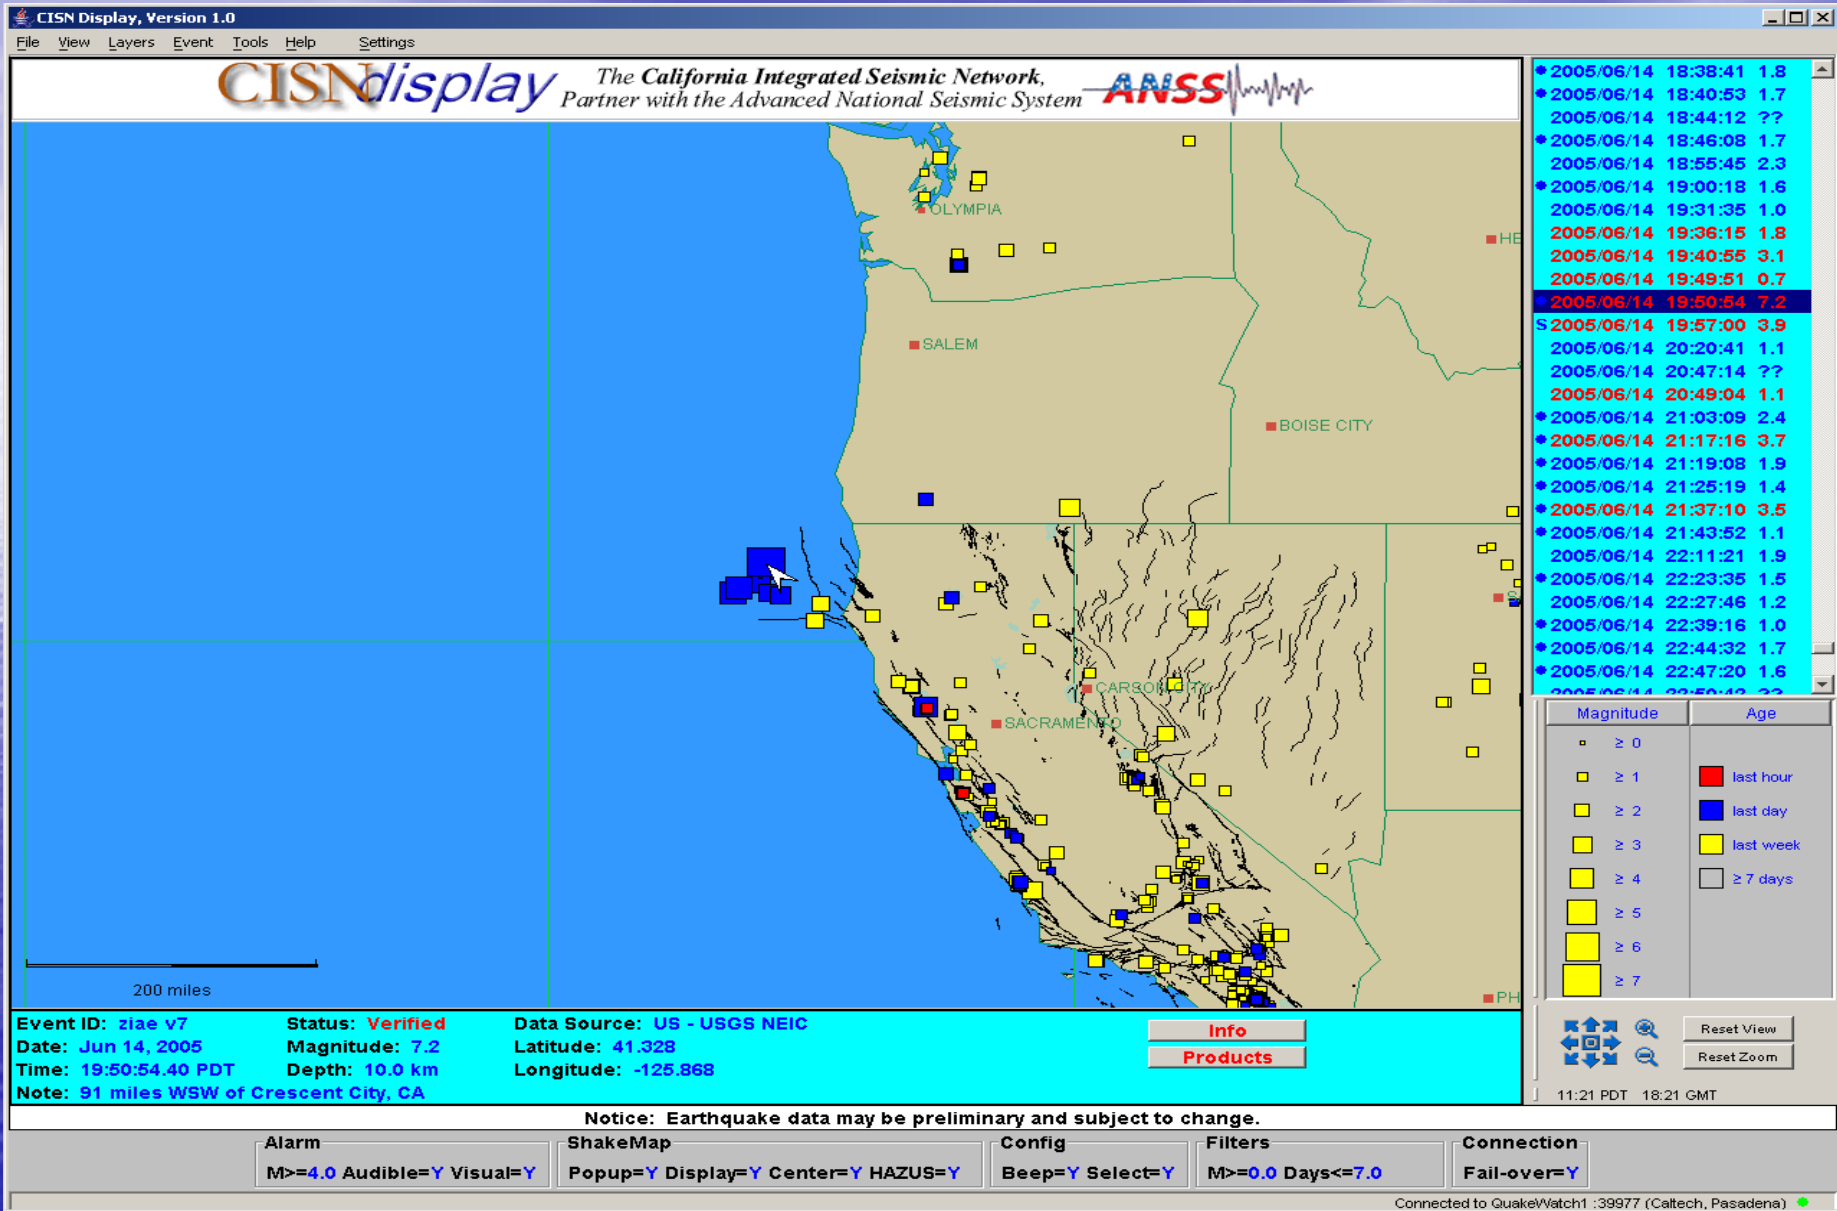 CISN Display, Version 1.0
File View Layers Event Tools Help Settings
CISNdisplay The California Integrated Seismic Network,
Partner with the Advanced National Seismic System ANSS
OLYMPIA
HE
SALEM
BOISE CITY
S
CARSON CITY
SACRAMENTO
PH
200 miles
2005/06/14 18:38:41 1.8
2005/06/14 18:40:53 1.7
2005/06/14 18:44:12 ??
2005/06/14 18:46:08 1.7
2005/06/14 18:55:45 2.3
2005/06/14 19:00:18 1.6
2005/06/14 19:31:35 1.0
2005/06/14 19:36:15 1.8
2005/06/14 19:40:55 3.1
2005/06/14 19:49:51 0.7
2005/06/14 19:50:54 7.2
S 2005/06/14 19:57:00 3.9
2005/06/14 20:20:41 1.1
2005/06/14 20:47:14 ??
2005/06/14 20:49:04 1.1
2005/06/14 21:03:09 2.4
2005/06/14 21:17:16 3.7
2005/06/14 21:19:08 1.9
2005/06/14 21:25:19 1.4
2005/06/14 21:37:10 3.5
2005/06/14 21:43:52 1.1
2005/06/14 22:11:21 1.9
2005/06/14 22:23:35 1.5
2005/06/14 22:27:46 1.2
2005/06/14 22:39:16 1.0
2005/06/14 22:44:32 1.7
2005/06/14 22:47:20 1.6
Magnitude Age
≥ 0
≥ 1 last hour
≥ 2 last day
≥ 3 last week
≥ 4 ≥ 7 days
≥ 5
≥ 6
≥ 7
Reset View
Reset Zoom
11:21 PDT 18:21 GMT
Event ID: ziae v7 Status: Verified Data Source: US - USGS NEIC Info
Date: Jun 14, 2005 Magnitude: 7.2 Latitude: 41.328 Products
Time: 19:50:54.40 PDT Depth: 10.0 km Longitude: -125.868
Note: 91 miles WSW of Crescent City, CA
Notice: Earthquake data may be preliminary and subject to change.
Alarm ShakeMap Config Filters Connection
M>=4.0 Audible=Y Visual=Y Popup=Y Display=Y Center=Y HAZUS=Y Beep=Y Select=Y M>=0.0 Days<=7.0 Fail-over=Y
Connected to QuakeWatch1 :39977 (Caltech, Pasadena)